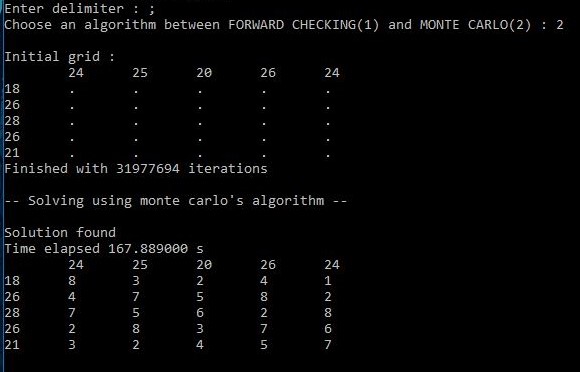 Enter delimiter : ;
Choose an algorithm between FORWARD CHECKING(1) and MONTE CARLO(2) : 2
Initial grid :
24 25 20 26 24
18 . . . . .
26 . . . . .
28 . . . . .
26 . . . . .
21 . . . . .
Finished with 31977694 iterations
-- Solving using monte carlo's algorithm --
Solution found
Time elapsed 167.889000 s
24 25 20 26 24
18 8 3 2 4 1
26 4 7 5 8 2
28 7 5 6 2 8
26 2 8 3 7 6
21 3 2 4 5 7